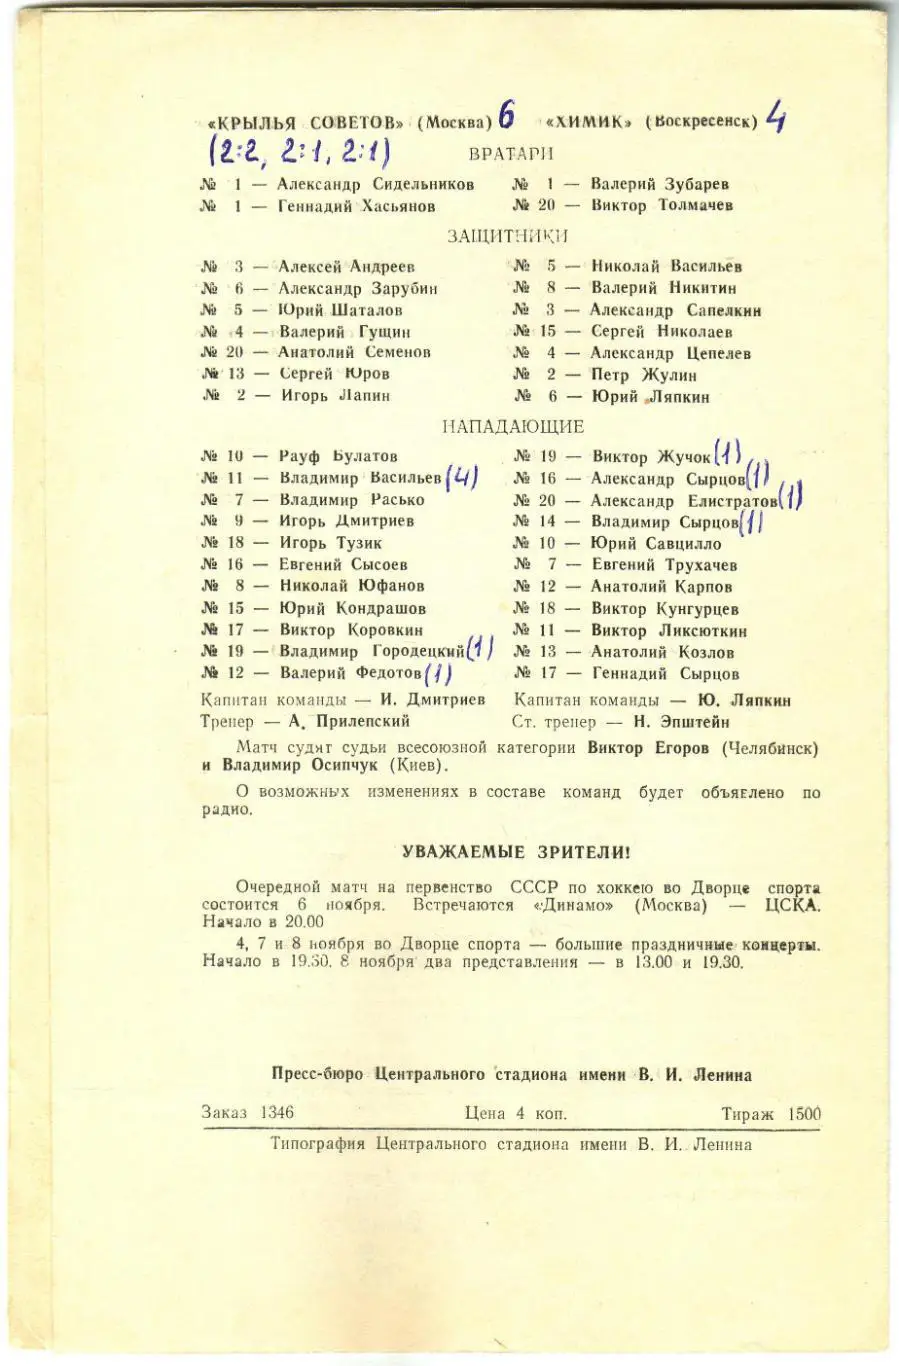 «КРЫЛЬЯ СОВЕТОВ» (Москва) 6 «ХИМИК» (Воскресенск) 4
(2:2, 2:1, 2:1) ВРАТАРИ
№ 1 — Александр Сидельников № 1 — Валерий Зубарев
№ 1 — Геннадий Хасьянов № 20 — Виктор Толмачев
ЗАЩИТНИКИ
№ 3 — Алексей Андреев № 5 — Николай Васильев
№ 6 — Александр Зарубин № 8 — Валерий Никитин
№ 5 — Юрий Шаталов № 3 — Александр Сапелкин
№ 4 — Валерий Гущин № 15 — Сергей Николаев
№ 20 — Анатолий Семенов № 4 — Александр Цепелев
№ 13 — Сергей Юров № 2 — Петр Жулин
№ 2 — Игорь Лапин № 6 — Юрий Ляпкин
НАПАДАЮЩИЕ
№ 10 — Рауф Булатов № 19 — Виктор Жучок (1)
№ 11 — Владимир Васильев (4) № 16 — Александр Сырцов (1)
№ 7 — Владимир Расько № 20 — Александр Елистратов (1)
№ 9 — Игорь Дмитриев № 14 — Владимир Сырцов (1)
№ 18 — Игорь Тузик № 10 — Юрий Савцилло
№ 16 — Евгений Сысоев № 7 — Евгений Трухачев
№ 8 — Николай Юфанов № 12 — Анатолий Карпов
№ 15 — Юрий Кондрашов № 18 — Виктор Кунгурцев
№ 17 — Виктор Коровкин № 11 — Виктор Ликсюткин
№ 19 — Владимир Городецкий (1) № 13 — Анатолий Козлов
№ 12 — Валерий Федотов (1) № 17 — Геннадий Сырцов
Капитан команды — И. Дмитриев Капитан команды — Ю. Ляпкин
Тренер — А. Прилепский Ст. тренер — Н. Эпштейн
Матч судят судьи всесоюзной категории Виктор Егоров (Челябинск)
и Владимир Осипчук (Киев).
О возможных изменениях в составе команд будет объявлено по
радио.
УВАЖАЕМЫЕ ЗРИТЕЛИ!
Очередной матч на первенство СССР по хоккею во Дворце спорта
состоится 6 ноября. Встречаются «Динамо» (Москва) — ЦСКА.
Начало в 20.00
4, 7 и 8 ноября во Дворце спорта — большие праздничные концерты.
Начало в 19.30. 8 ноября два представления — в 13.00 и 19.30.
Пресс-бюро Центрального стадиона имени В. И. Ленина
Заказ 1346 Цена 4 коп. Тираж 1500
Типография Центрального стадиона имени В. И. Ленина